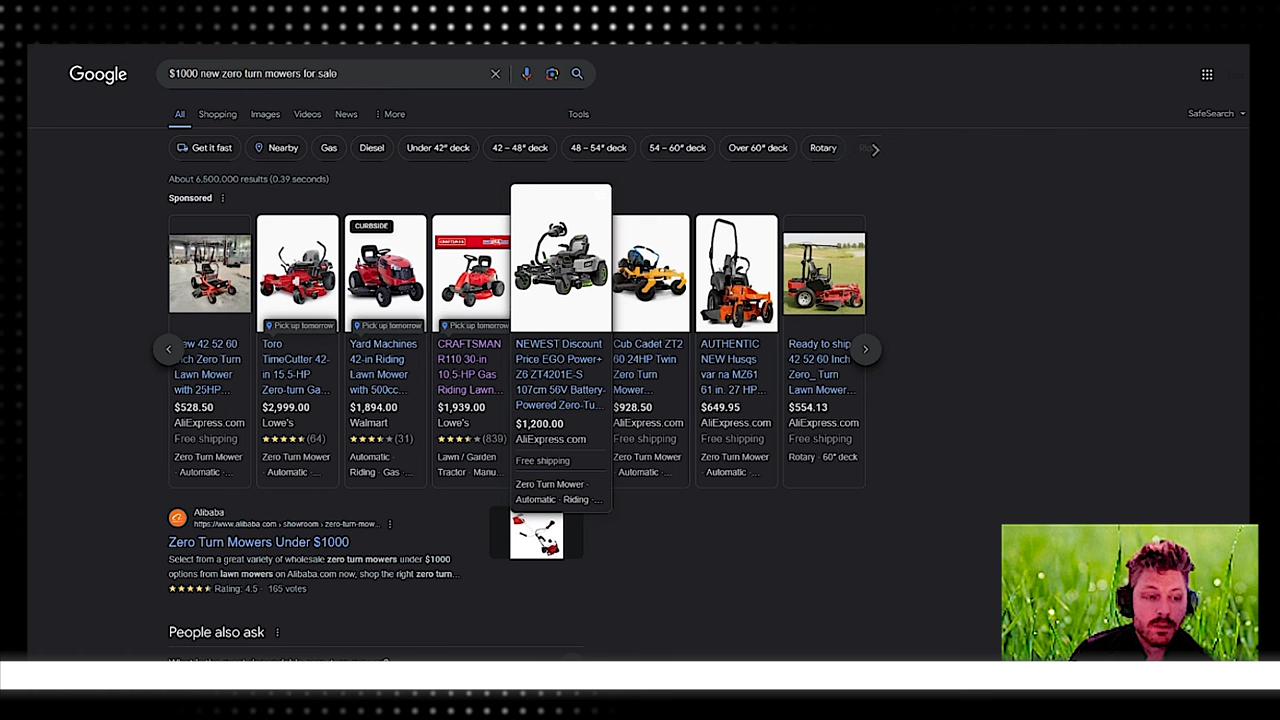 Google
$1000 new zero turn mowers for sale
All
Shopping
Images
Videos
News
More
Tools
SafeSearch
Get it fast
Nearby
Gas
Diesel
Under 42″ deck
42 – 48″ deck
48 – 54″ deck
54 – 60″ deck
Over 60″ deck
Rotary
About 6,500,000 results (0.39 seconds)
Sponsored
42 52 60
Inch Zero Turn
Lawn Mower
with 25HP...
$528.50
AliExpress.com
Free shipping
Zero Turn Mower
· Automatic ·...
Pick up tomorrow
Toro
TimeCutter 42-
in 15.5-HP
Zero-turn Ga...
$2,999.00
Lowe's
(64)
Zero Turn Mower
· Automatic ·...
CURBSIDE
Pick up tomorrow
Yard Machines
42-in Riding
Lawn Mower
with 500cc...
$1,894.00
Walmart
(31)
Automatic ·
Riding · Gas ·...
CRAFTSMAN
Pick up tomorrow
CRAFTSMAN
R110 30-in
10.5-HP Gas
Riding Lawn...
$1,939.00
Lowe's
(839)
Lawn / Garden
Tractor · Manu...
NEWEST Discount
Price EGO Power+
Z6 ZT4201E-S
107cm 56V Battery-
Powered Zero-Tu...
$1,200.00
AliExpress.com
Free shipping
Zero Turn Mower ·
Automatic · Riding ·...
Cub Cadet ZT2
60 24HP Twin
Zero Turn
Mower...
$928.50
AliExpress.com
Free shipping
Zero Turn Mower
· Automatic ·...
AUTHENTIC
NEW Husqs
var na MZ61
61 in. 27 HP...
$649.95
AliExpress.com
Free shipping
Zero Turn Mower
· Automatic ·...
Ready to ship
42 52 60 Inch
Zero_ Turn
Lawn Mower...
$554.13
AliExpress.com
Free shipping
Rotary · 60″ deck
Alibaba
https://www.alibaba.com › showroom › zero-turn-mow...
Zero Turn Mowers Under $1000
Select from a great variety of wholesale zero turn mowers under $1000
options from lawn mowers on Alibaba.com now, shop the right zero turn...
Rating: 4.5 · 165 votes
People also ask